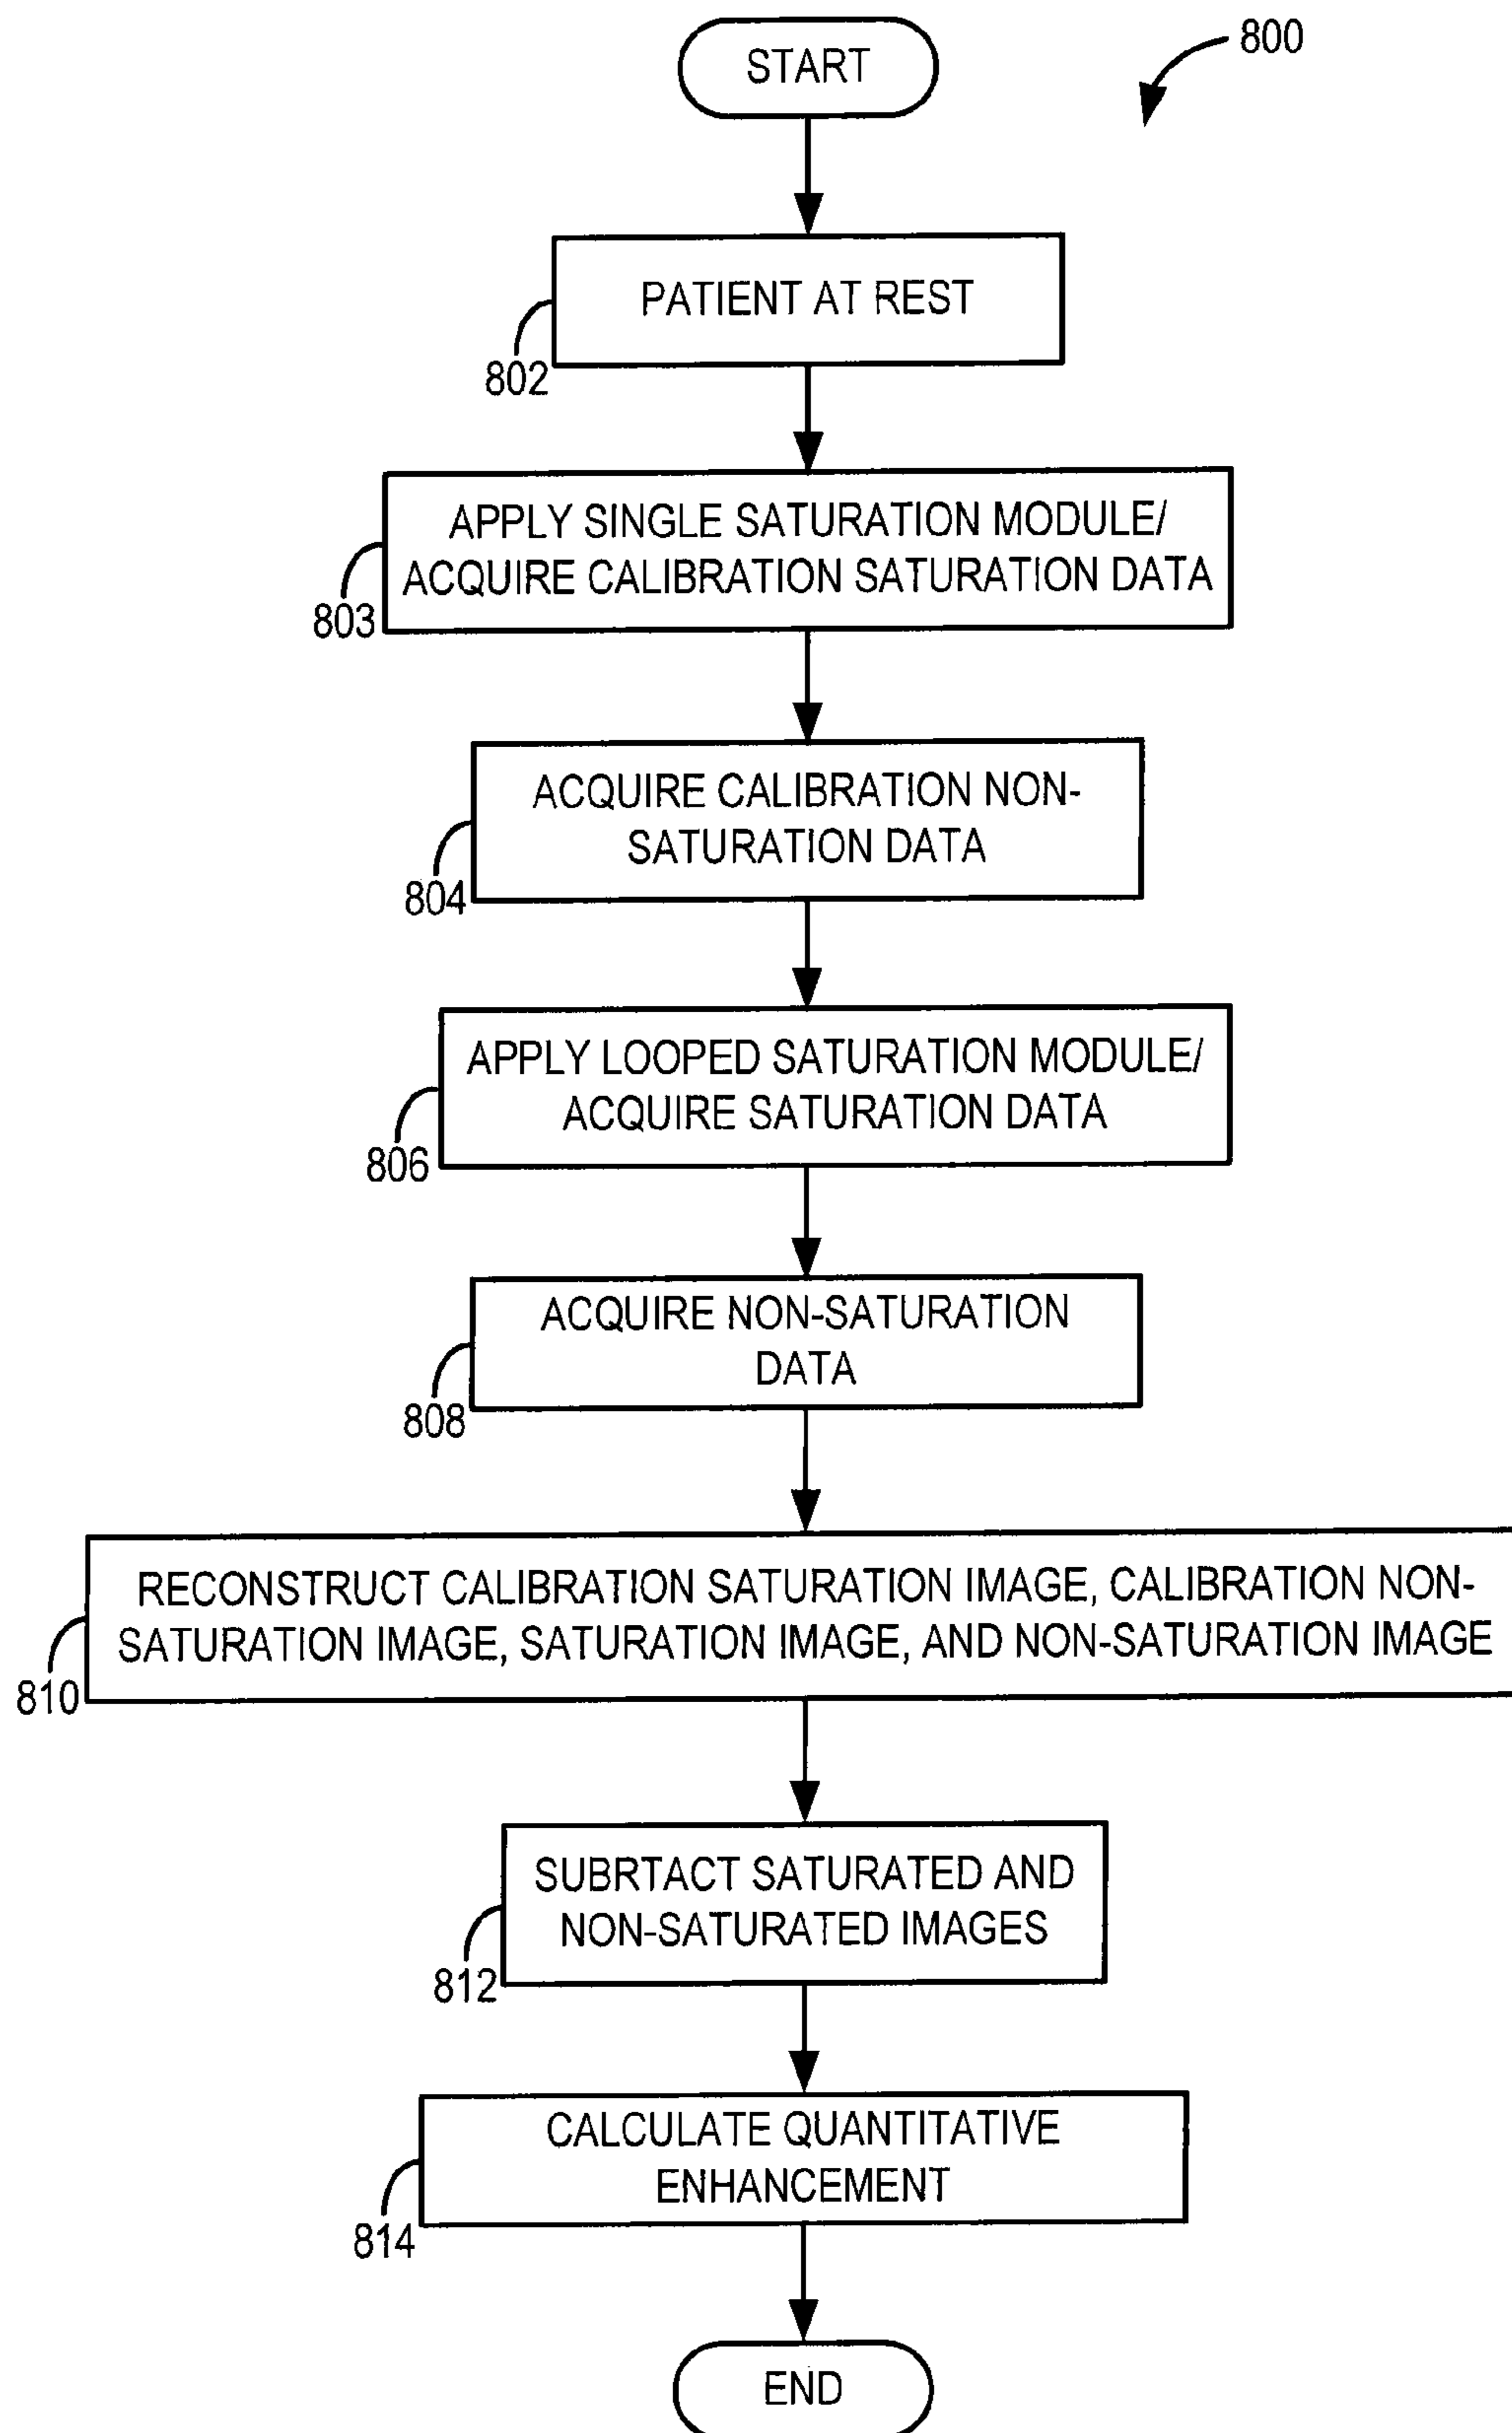 START
800
PATIENT AT REST
802
APPLY SINGLE SATURATION MODULE/
ACQUIRE CALIBRATION SATURATION DATA
803
ACQUIRE CALIBRATION NON-
SATURATION DATA
804
APPLY LOOPED SATURATION MODULE/
ACQUIRE SATURATION DATA
806
ACQUIRE NON-SATURATION
DATA
808
RECONSTRUCT CALIBRATION SATURATION IMAGE, CALIBRATION NON-
SATURATION IMAGE, SATURATION IMAGE, AND NON-SATURATION IMAGE
810
SUBRTACT SATURATED AND
NON-SATURATED IMAGES
812
CALCULATE QUANTITATIVE
ENHANCEMENT
814
END